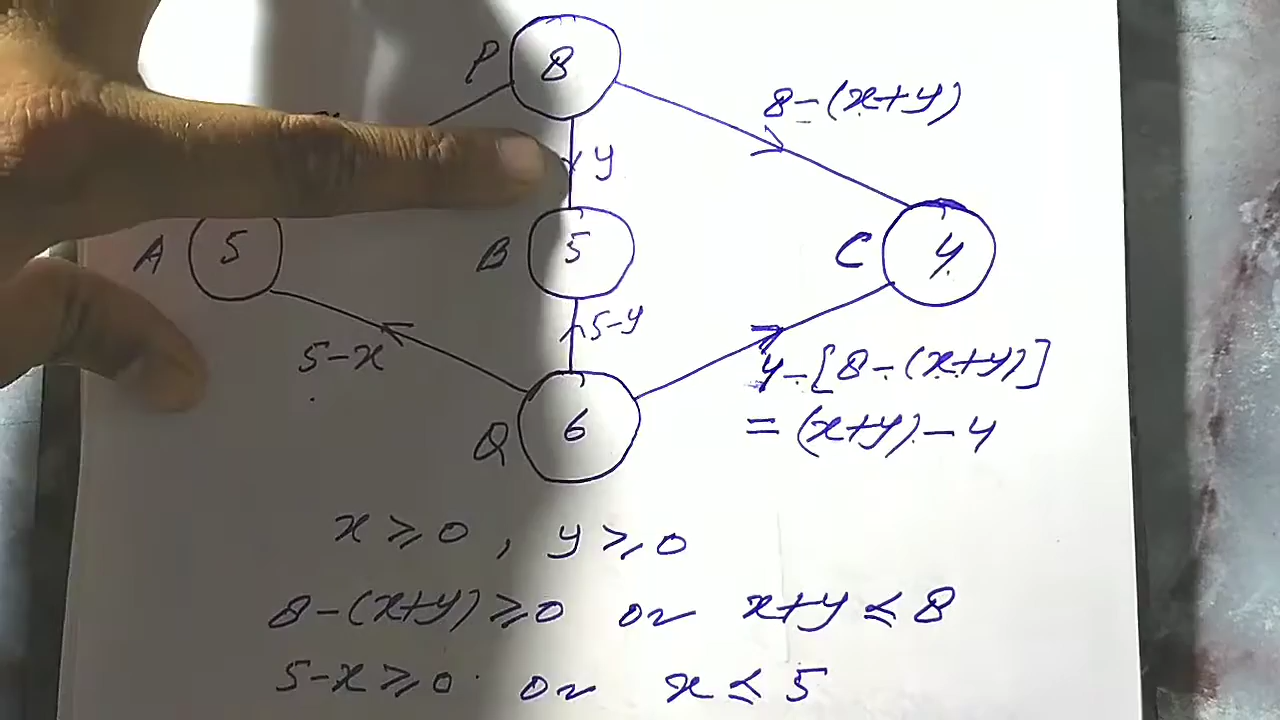 P 8
8-(x+y)
y
A 5
B 5
C 4
5-y
5-x
4-[8-(x+y)]
Q 6
=(x+y)-4
x≥0, y≥0
8-(x+y)≥0 or x+y≤8
5-x≥0 or x≤5